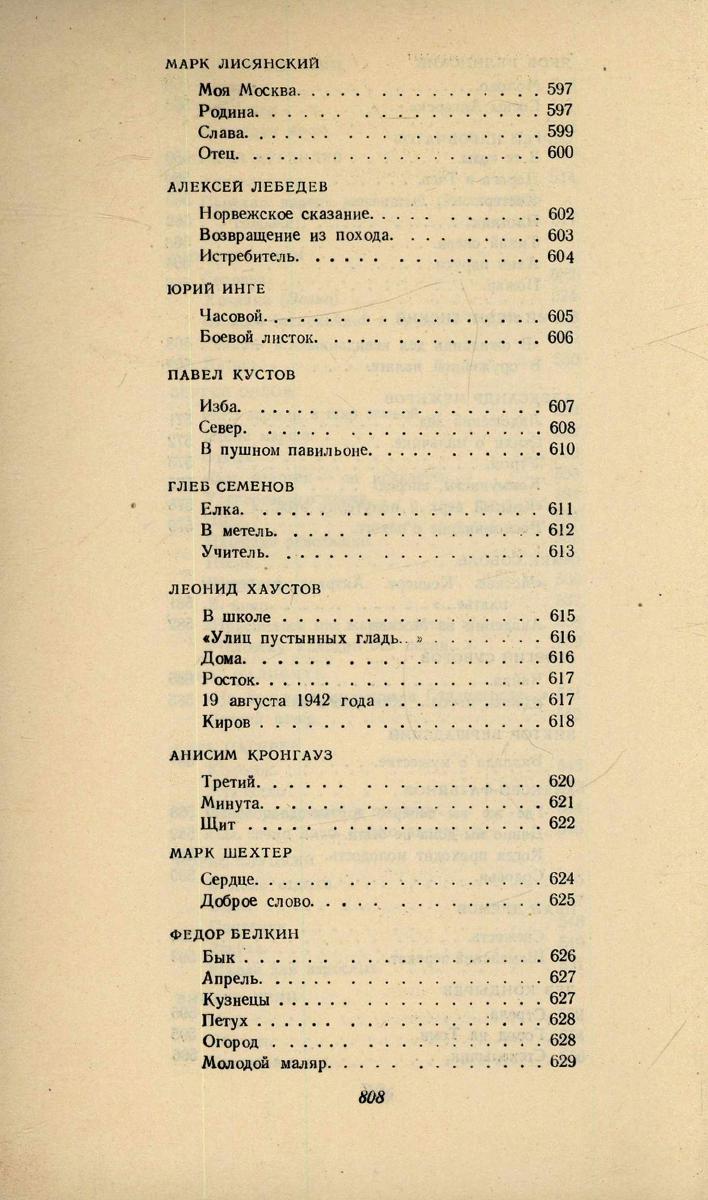 МАРК ЛИСЯНСКИЙ
Моя Москва. . . . . . . . . . . . . . . 597
Родина. . . . . . . . . . . . . . . . . 597
Слава. . . . . . . . . . . . . . . . . 599
Отец. . . . . . . . . . . . . . . . . . 600
АЛЕКСЕЙ ЛЕБЕДЕВ
Норвежское сказание. . . . . . . . . . 602
Возвращение из похода. . . . . . . . . 603
Истребитель. . . . . . . . . . . . . . 604
ЮРИЙ ИНГЕ
Часовой. . . . . . . . . . . . . . . . 605
Боевой листок. . . . . . . . . . . . . 606
ПАВЕЛ КУСТОВ
Изба. . . . . . . . . . . . . . . . . . 607
Север. . . . . . . . . . . . . . . . . 608
В пушном павильоне. . . . . . . . . . . 610
ГЛЕБ СЕМЕНОВ
Елка. . . . . . . . . . . . . . . . . . 611
В метель. . . . . . . . . . . . . . . . 612
Учитель. . . . . . . . . . . . . . . . 613
ЛЕОНИД ХАУСТОВ
В школе . . . . . . . . . . . . . . . . 615
«Улиц пустынных гладь.. » . . . . . . . 616
Дома. . . . . . . . . . . . . . . . . . 616
Росток. . . . . . . . . . . . . . . . . 617
19 августа 1942 года . . . . . . . . . 617
Киров . . . . . . . . . . . . . . . . . 618
АНИСИМ КРОНГАУЗ
Третий. . . . . . . . . . . . . . . . . 620
Минута. . . . . . . . . . . . . . . . . 621
Щит . . . . . . . . . . . . . . . . . . 622
МАРК ШЕХТЕР
Сердце. . . . . . . . . . . . . . . . . 624
Доброе слово. . . . . . . . . . . . . . 625
ФЕДОР БЕЛКИН
Бык . . . . . . . . . . . . . . . . . . 626
Апрель. . . . . . . . . . . . . . . . . 627
Кузнецы . . . . . . . . . . . . . . . . 627
Петух . . . . . . . . . . . . . . . . . 628
Огород . . . . . . . . . . . . . . . . 628
Молодой маляр. . . . . . . . . . . . . 629
808